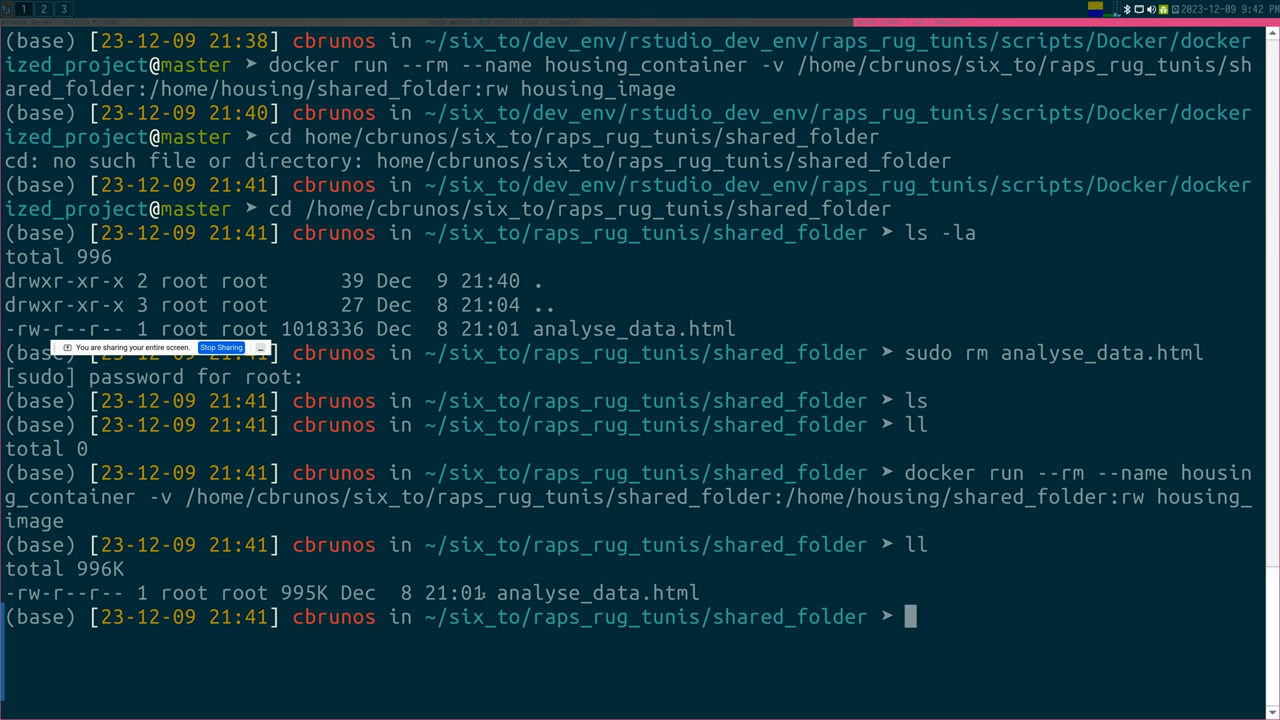 1 2 3 2023-12-09 9:42 PM
(base) [23-12-09 21:38] cbrunos in ~/six_to/dev_env/rstudio_dev_env/raps_rug_tunis/scripts/Docker/docker
ized_project@master ➤ docker run --rm --name housing_container -v /home/cbrunos/six_to/raps_rug_tunis/sh
ared_folder:/home/housing/shared_folder:rw housing_image
(base) [23-12-09 21:40] cbrunos in ~/six_to/dev_env/rstudio_dev_env/raps_rug_tunis/scripts/Docker/docker
ized_project@master ➤ cd home/cbrunos/six_to/raps_rug_tunis/shared_folder
cd: no such file or directory: home/cbrunos/six_to/raps_rug_tunis/shared_folder
(base) [23-12-09 21:41] cbrunos in ~/six_to/dev_env/rstudio_dev_env/raps_rug_tunis/scripts/Docker/docker
ized_project@master ➤ cd /home/cbrunos/six_to/raps_rug_tunis/shared_folder
(base) [23-12-09 21:41] cbrunos in ~/six_to/raps_rug_tunis/shared_folder ➤ ls -la
total 996
drwxr-xr-x 2 root root 39 Dec 9 21:40 .
drwxr-xr-x 3 root root 27 Dec 8 21:04 ..
-rw-r--r-- 1 root root 1018336 Dec 8 21:01 analyse_data.html
You are sharing your entire screen. Stop Sharing
cbrunos in ~/six_to/raps_rug_tunis/shared_folder ➤ sudo rm analyse_data.html
[sudo] password for root:
(base) [23-12-09 21:41] cbrunos in ~/six_to/raps_rug_tunis/shared_folder ➤ ls
(base) [23-12-09 21:41] cbrunos in ~/six_to/raps_rug_tunis/shared_folder ➤ ll
total 0
(base) [23-12-09 21:41] cbrunos in ~/six_to/raps_rug_tunis/shared_folder ➤ docker run --rm --name housin
g_container -v /home/cbrunos/six_to/raps_rug_tunis/shared_folder:/home/housing/shared_folder:rw housing_
image
(base) [23-12-09 21:41] cbrunos in ~/six_to/raps_rug_tunis/shared_folder ➤ ll
total 996K
-rw-r--r-- 1 root root 995K Dec 8 21:01 analyse_data.html
(base) [23-12-09 21:41] cbrunos in ~/six_to/raps_rug_tunis/shared_folder ➤